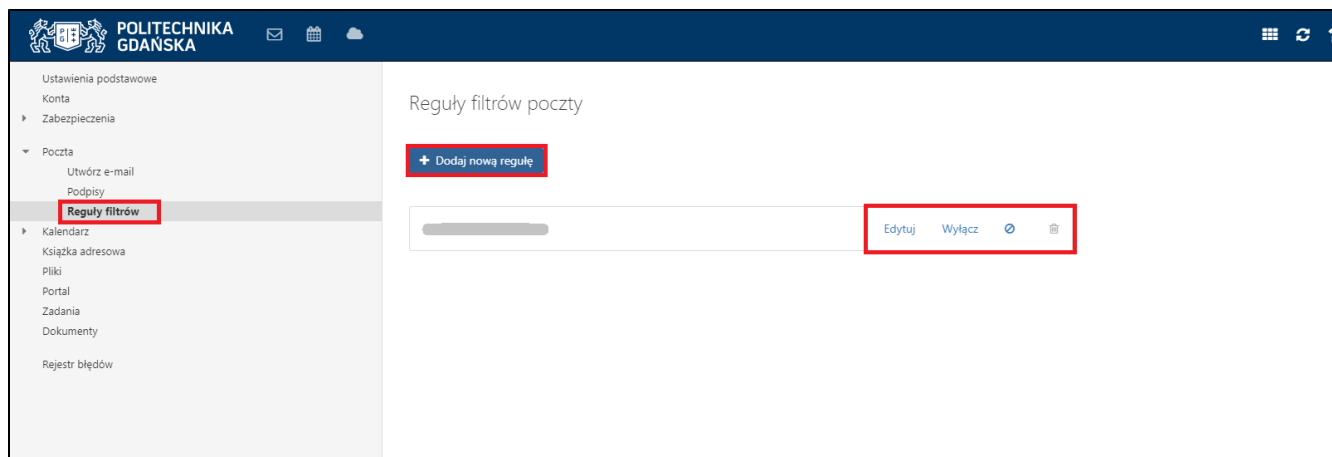 POLITECHNIKA
GDAŃSKA
Ustawienia podstawowe
Konta
Zabezpieczenia
Poczta
Utwórz e-mail
Podpisy
Reguły filtrów
Kalendarz
Książka adresowa
Pliki
Portal
Zadania
Dokumenty
Rejestr błędów
Reguły filtrów poczty
+ Dodaj nową regułę
Edytuj Wyłącz